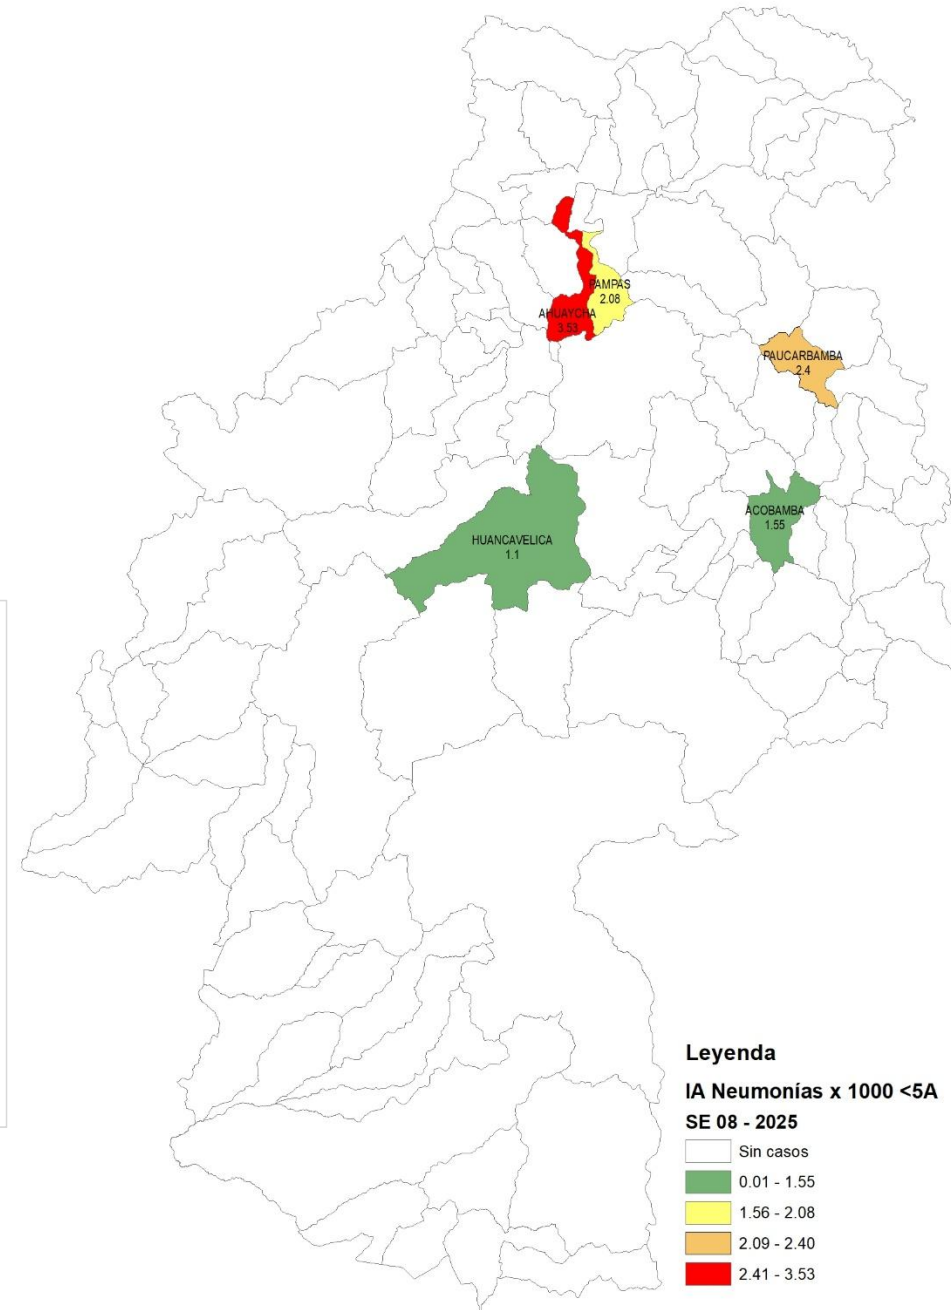 PAMPAS
2.08
AHUAYCHA
3.53
PAUCARBAMBA
2.4
ACOBAMBA
1.55
HUANCAVELICA
1.1
Leyenda
IA Neumonías x 1000 <5A
SE 08 - 2025
Sin casos
0.01 - 1.55
1.56 - 2.08
2.09 - 2.40
2.41 - 3.53